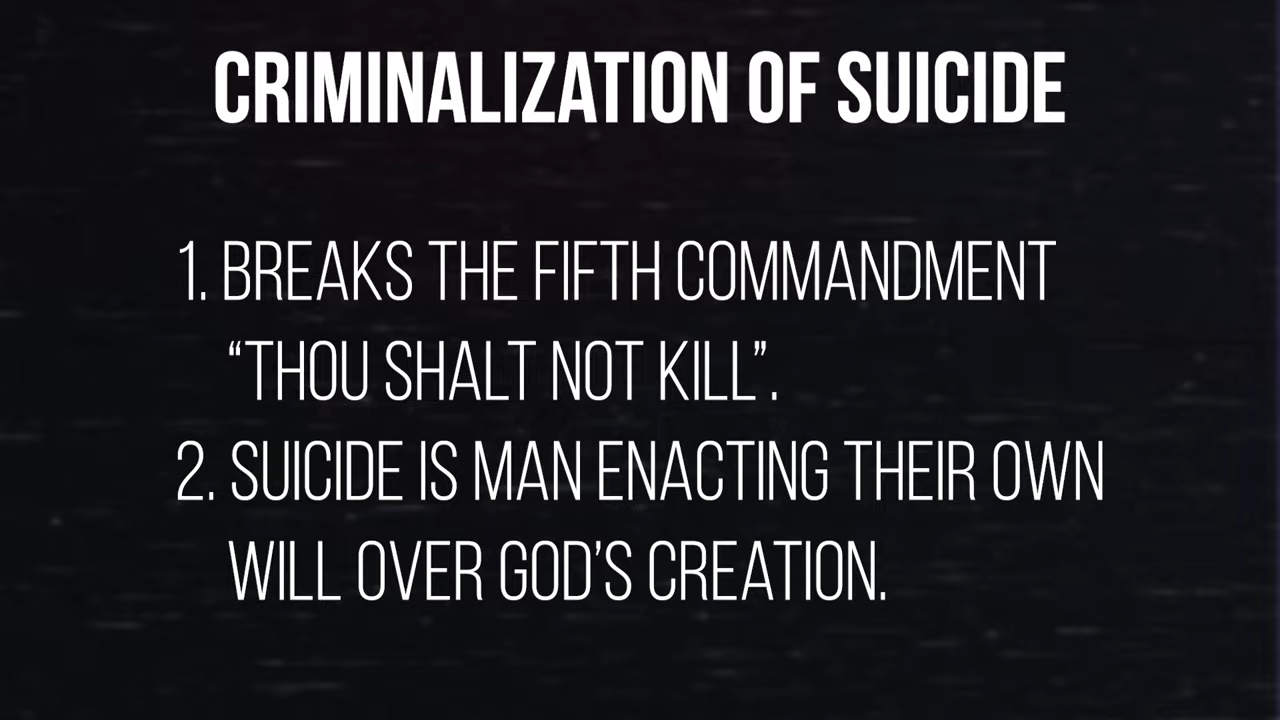 CRIMINALIZATION OF SUICIDE
1. BREAKS THE FIFTH COMMANDMENT
“THOU SHALT NOT KILL”.
2. SUICIDE IS MAN ENACTING THEIR OWN
WILL OVER GOD’S CREATION.